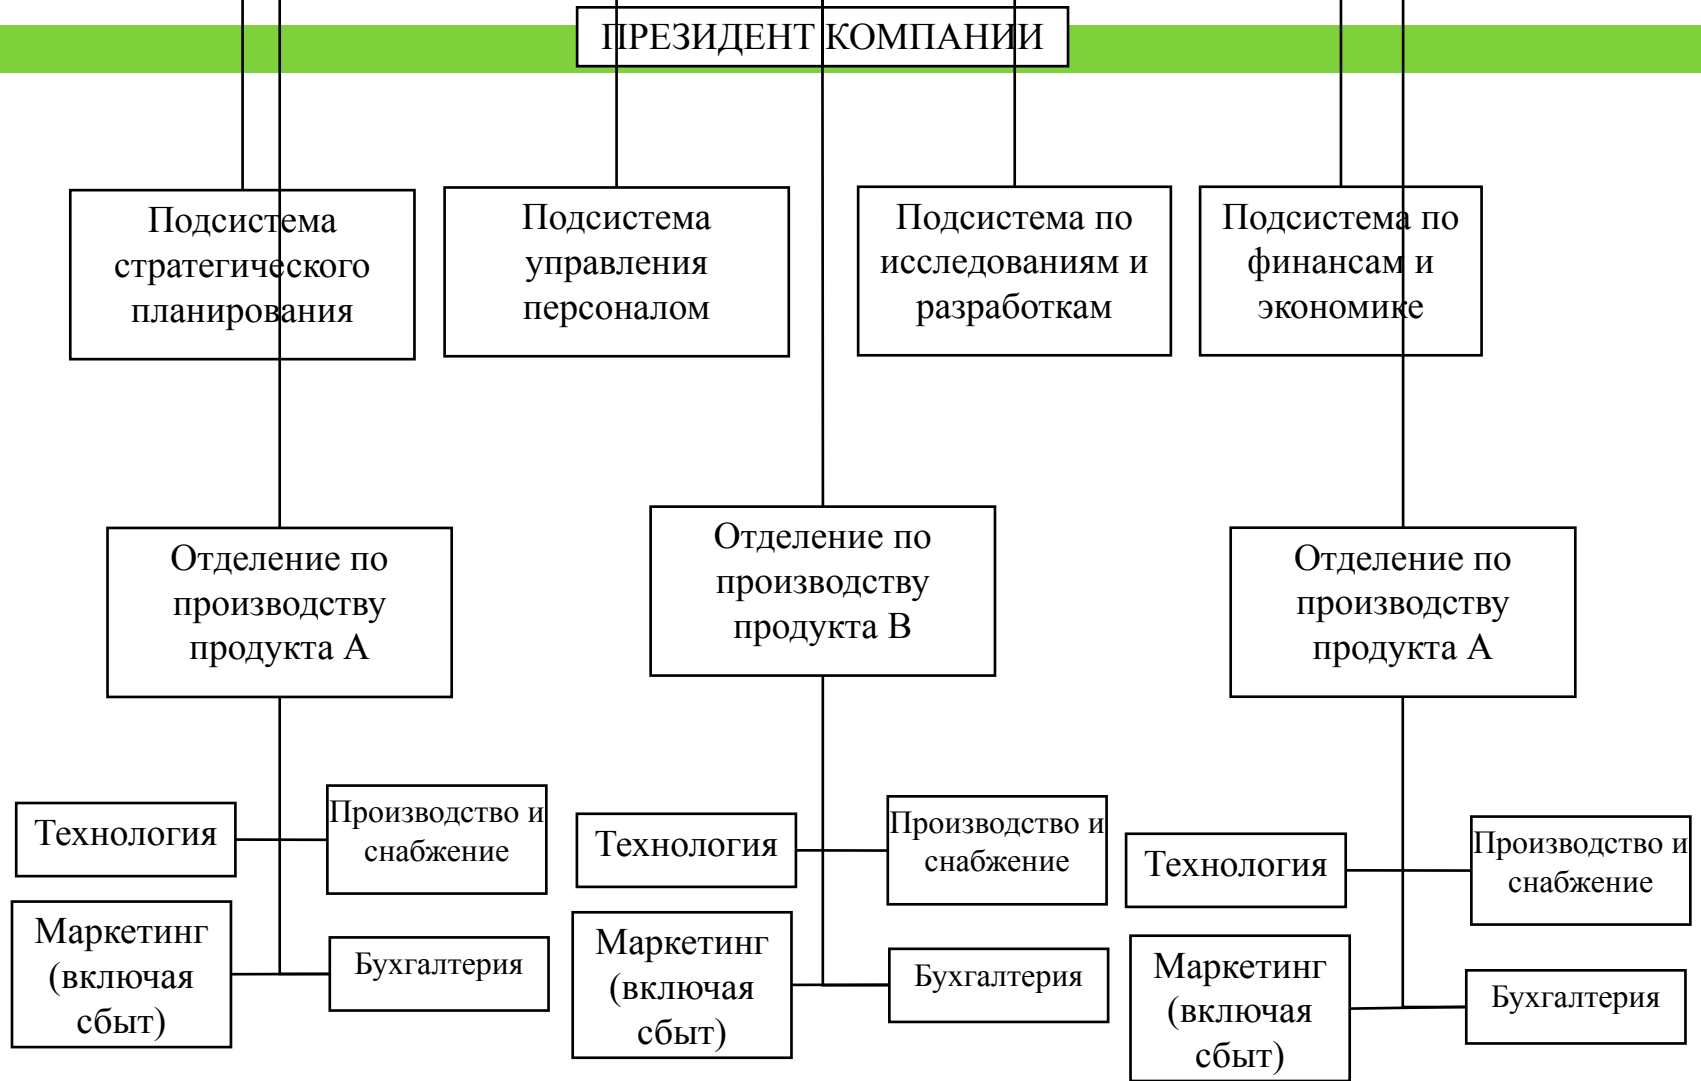 ПРЕЗИДЕНТ КОМПАНИИ
Подсистема
стратегического
планирования
Подсистема
управления
персоналом
Подсистема по
исследованиям и
разработкам
Подсистема по
финансам и
экономике
Отделение по
производству
продукта А
Отделение по
производству
продукта В
Отделение по
производству
продукта А
Технология
Производство и
снабжение
Маркетинг
(включая
сбыт)
Бухгалтерия
Технология
Производство и
снабжение
Маркетинг
(включая
сбыт)
Бухгалтерия
Технология
Производство и
снабжение
Маркетинг
(включая
сбыт)
Бухгалтерия